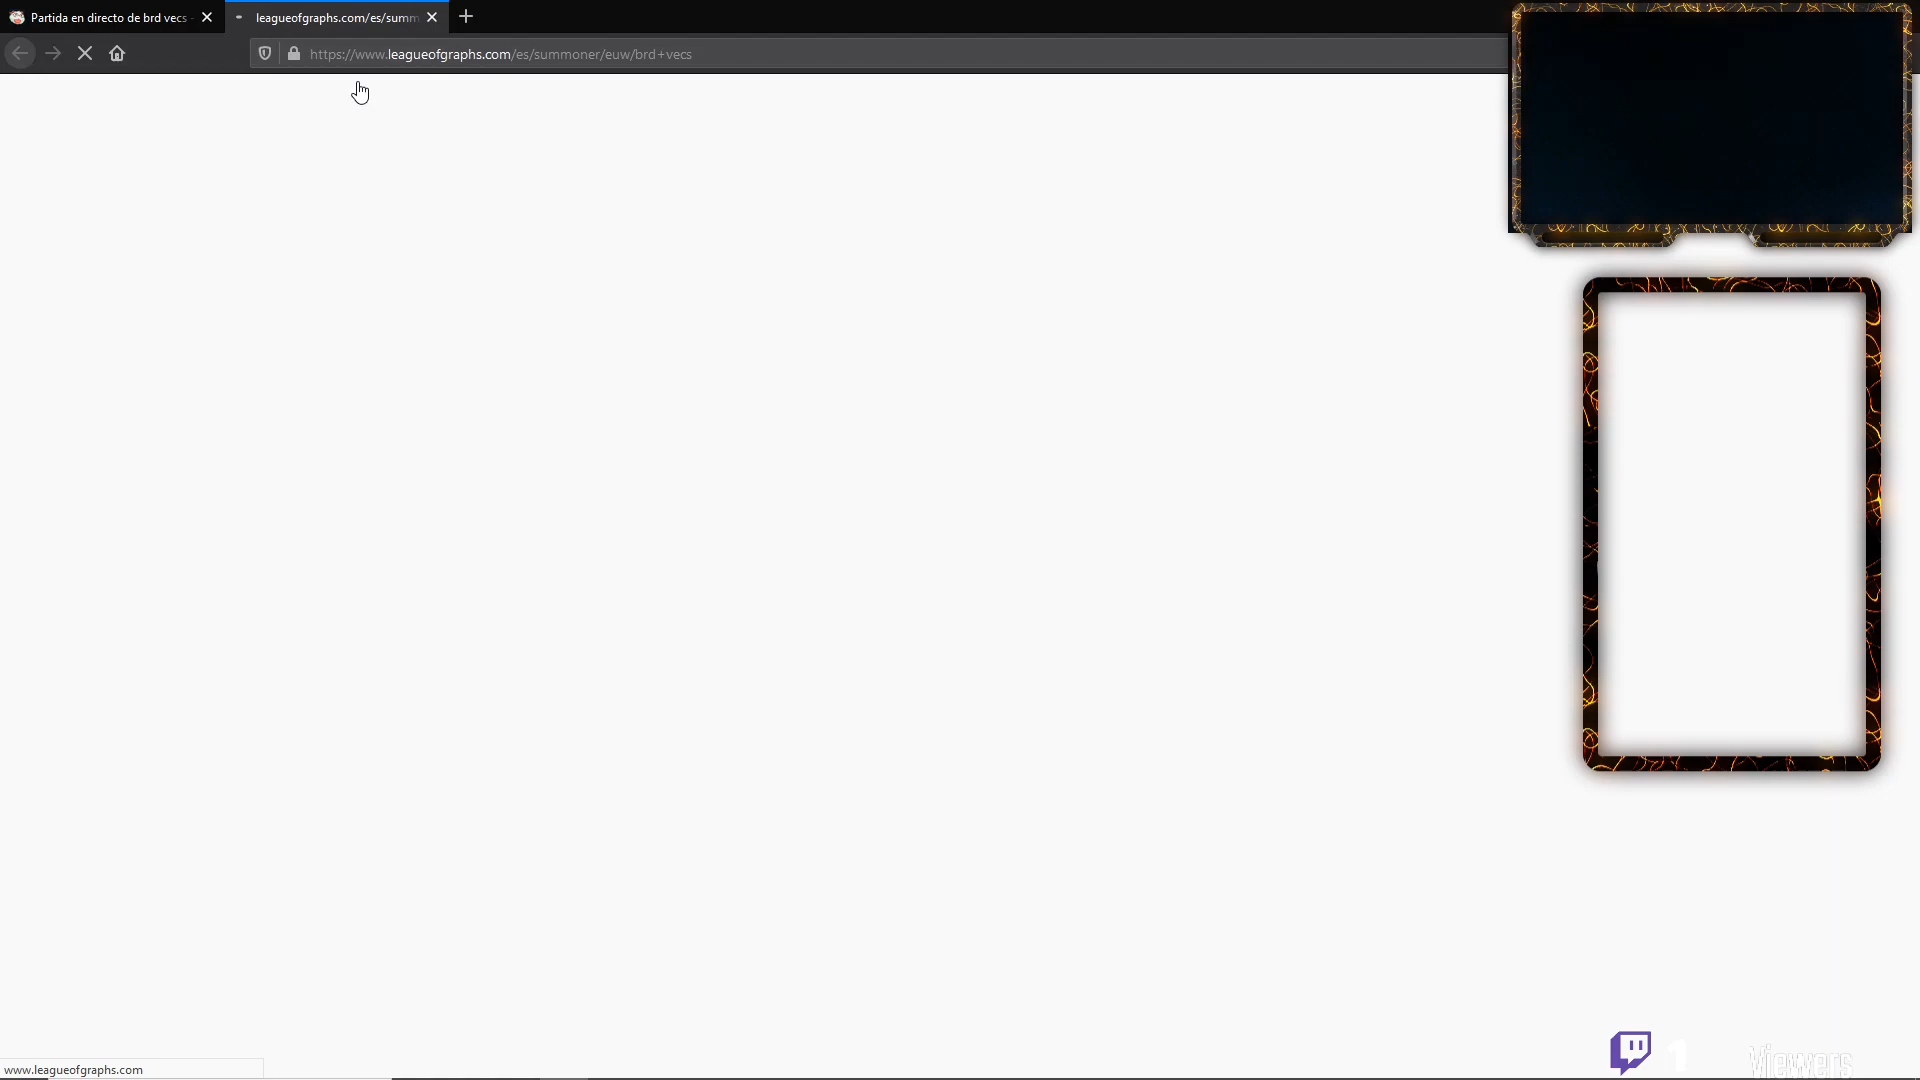 Partida en directo de brd vecs -
leagueofgraphs.com/es/summ
https://www.leagueofgraphs.com/es/summoner/euw/brd+vecs
1
Viewers
www.leagueofgraphs.com